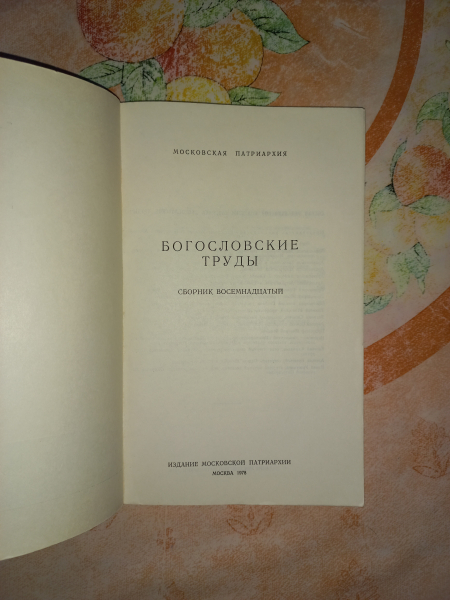 МОСКОВСКАЯ ПАТРИАРХИЯ
БОГОСЛОВСКИЕ
ТРУДЫ
СБОРНИК ВОСЕМНАДЦАТЫЙ
ИЗДАНИЕ МОСКОВСКОЙ ПАТРИАРХИИ
МОСКВА 1978